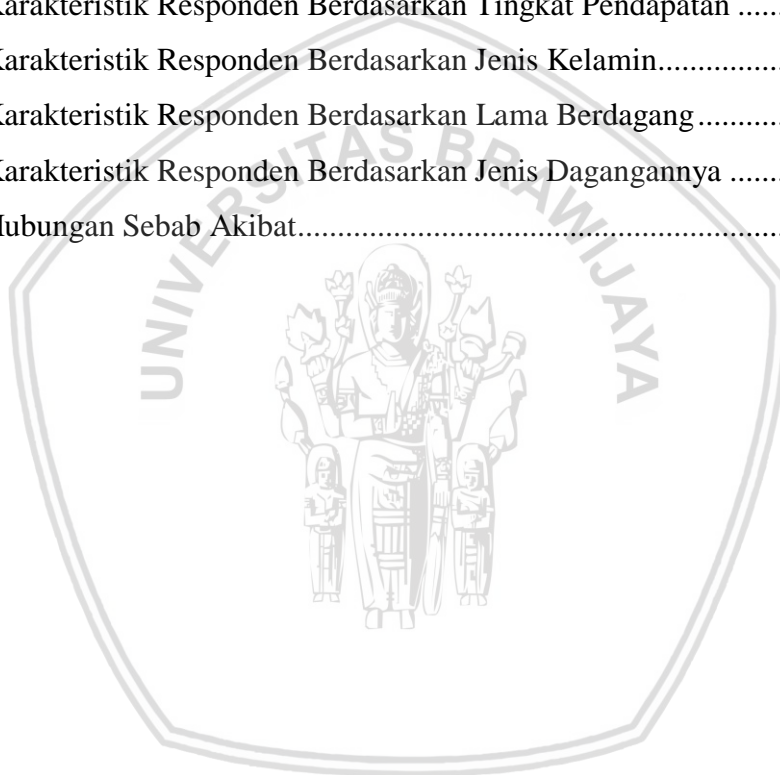 Karakteristik Responden Berdasarkan Tingkat Pendapatan .....
Karakteristik Responden Berdasarkan Jenis Kelamin...............
Karakteristik Responden Berdasarkan Lama Berdagang..........
Karakteristik Responden Berdasarkan Jenis Dagangannya ......
Hubungan Sebab Akibat......................................................
UNIVERSITAS BRAWIJAYA